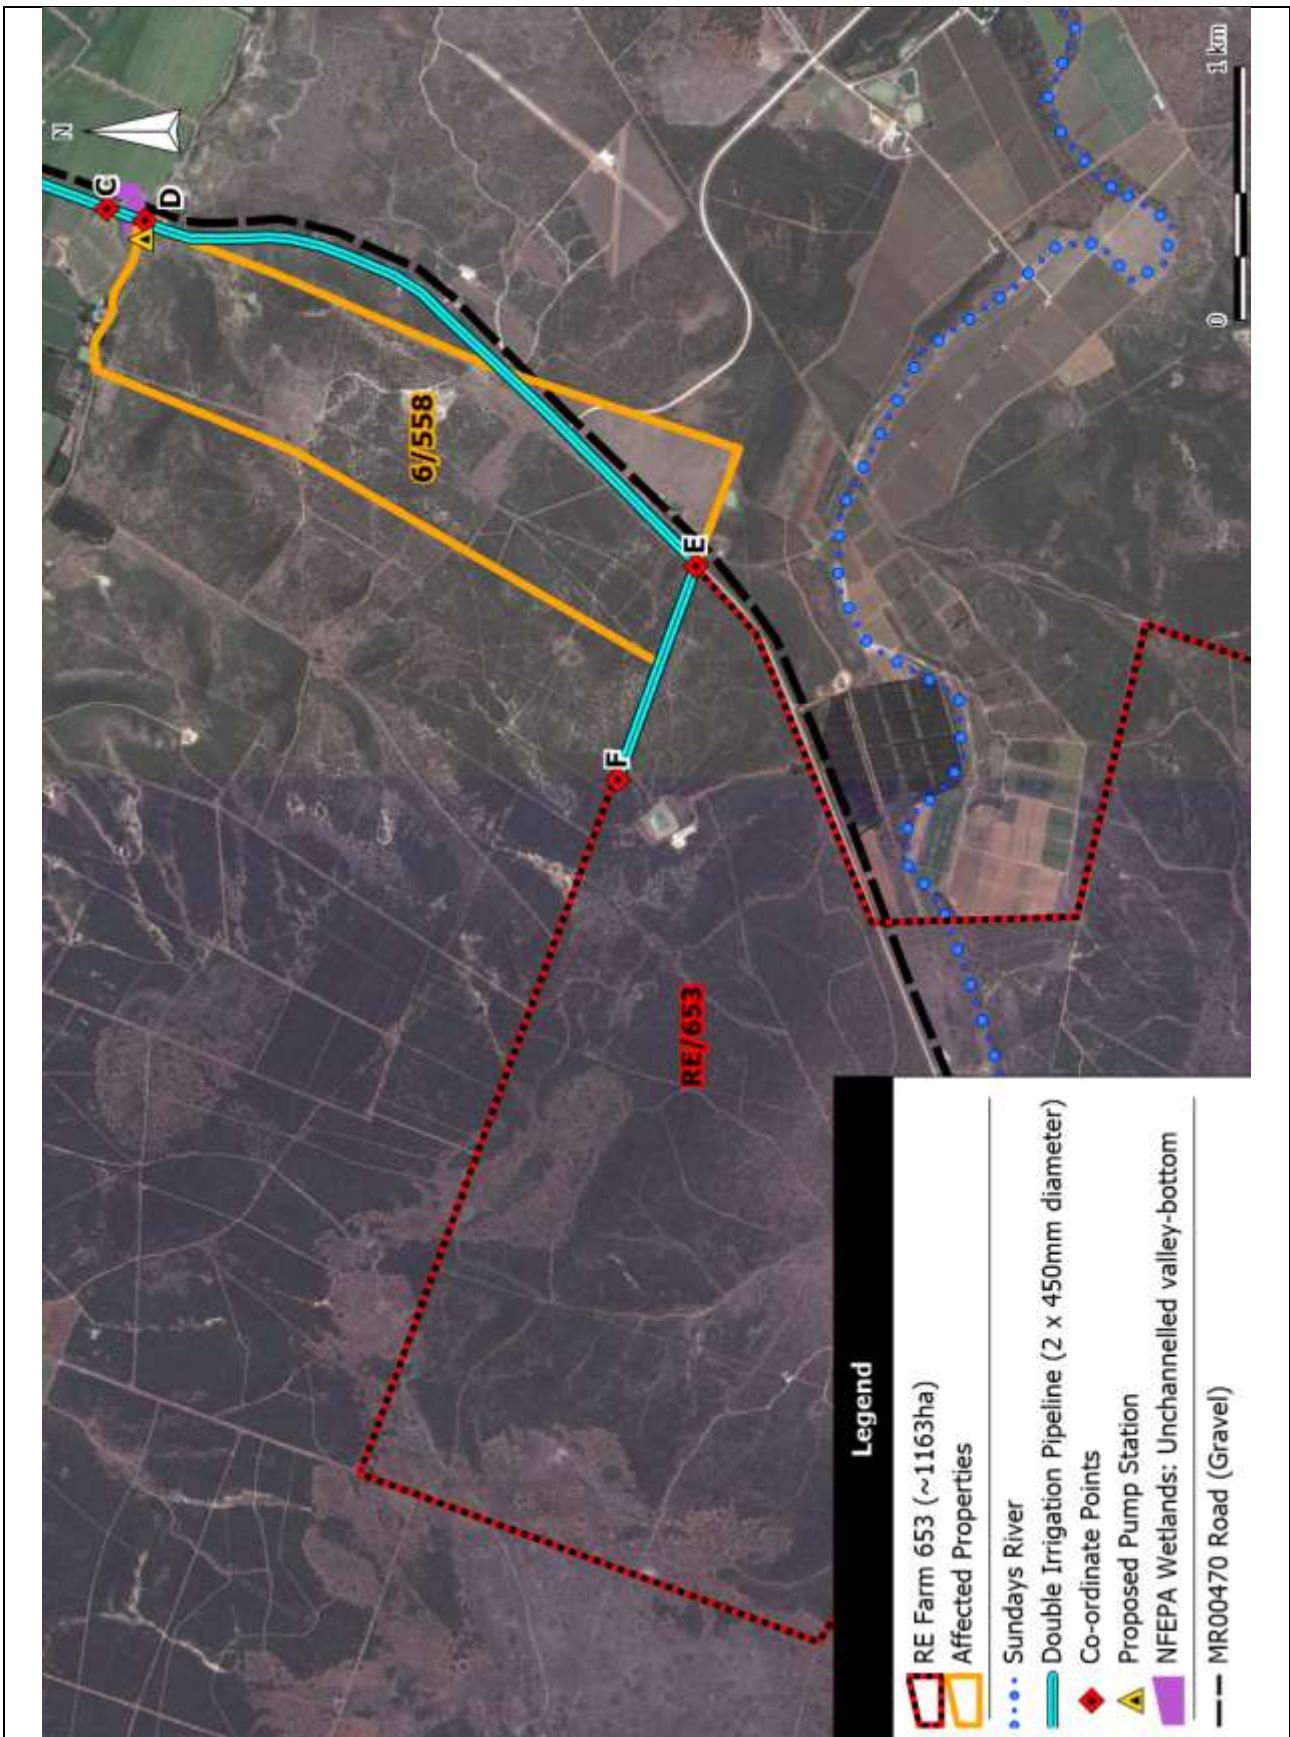 N
C
D
6/558
E
F
RE/653
0
1 km
Legend
RE Farm 653 (~1163ha)
Affected Properties
Sundays River
Double Irrigation Pipeline (2 x 450mm diameter)
Co-ordinate Points
Proposed Pump Station
NFEPA Wetlands: Unchannelled valley-bottom
MR00470 Road (Gravel)